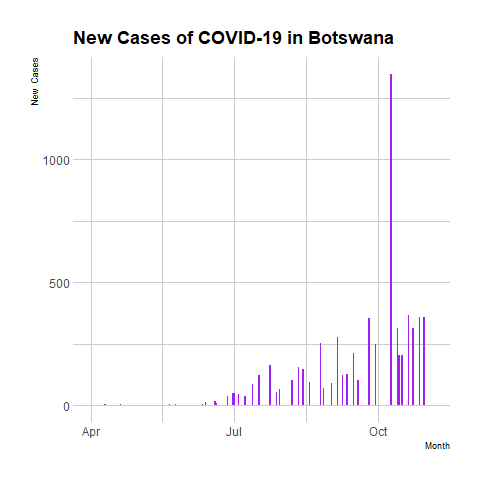 New Cases of COVID-19 in Botswana
New Cases
1000
500
0
Apr
Jul
Oct
Month